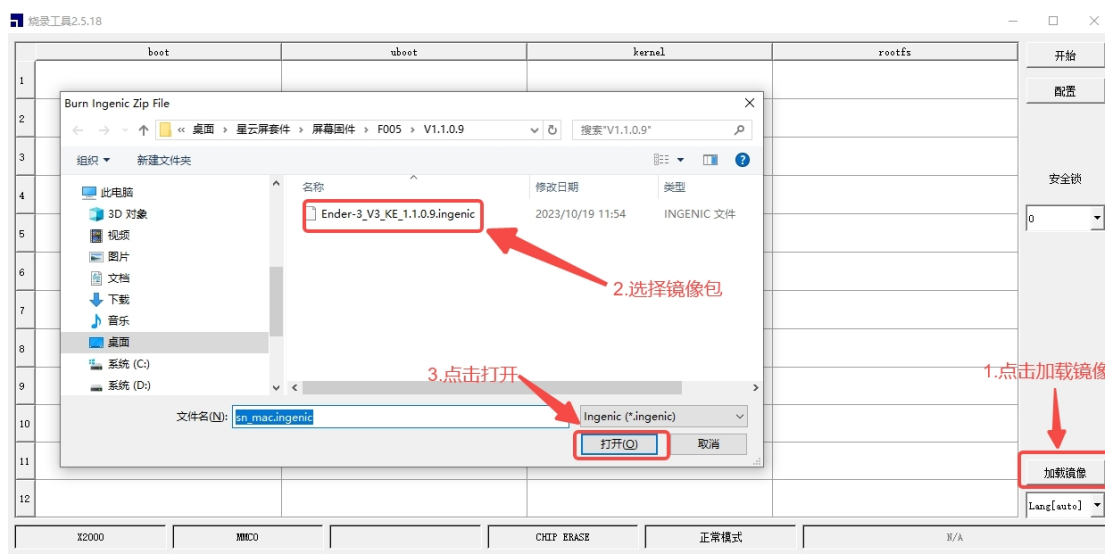 烧录工具2.5.18
boot uboot kernel rootfs
开始
配置
安全锁
0
1
2
3
4
5
6
7
8
9
10
11
12
Burn Ingenic Zip File
« 桌面 › 星云屏套件 › 屏幕固件 › F005 › V1.1.0.9
搜索"V1.1.0.9"
组织 新建文件夹
此电脑
3D 对象
视频
图片
文档
下载
音乐
桌面
系统 (C:)
系统 (D:)
名称 修改日期 类型
Ender-3_V3_KE_1.1.0.9.ingenic 2023/10/19 11:54 INGENIC 文件
2.选择镜像包
3.点击打开
1.点击加载镜像
文件名(N): sn_mac.ingenic Ingenic (*.ingenic)
打开(O) 取消
加载镜像
Lang[auto]
X2000 MMC0 CHIP ERASE 正常模式 N/A